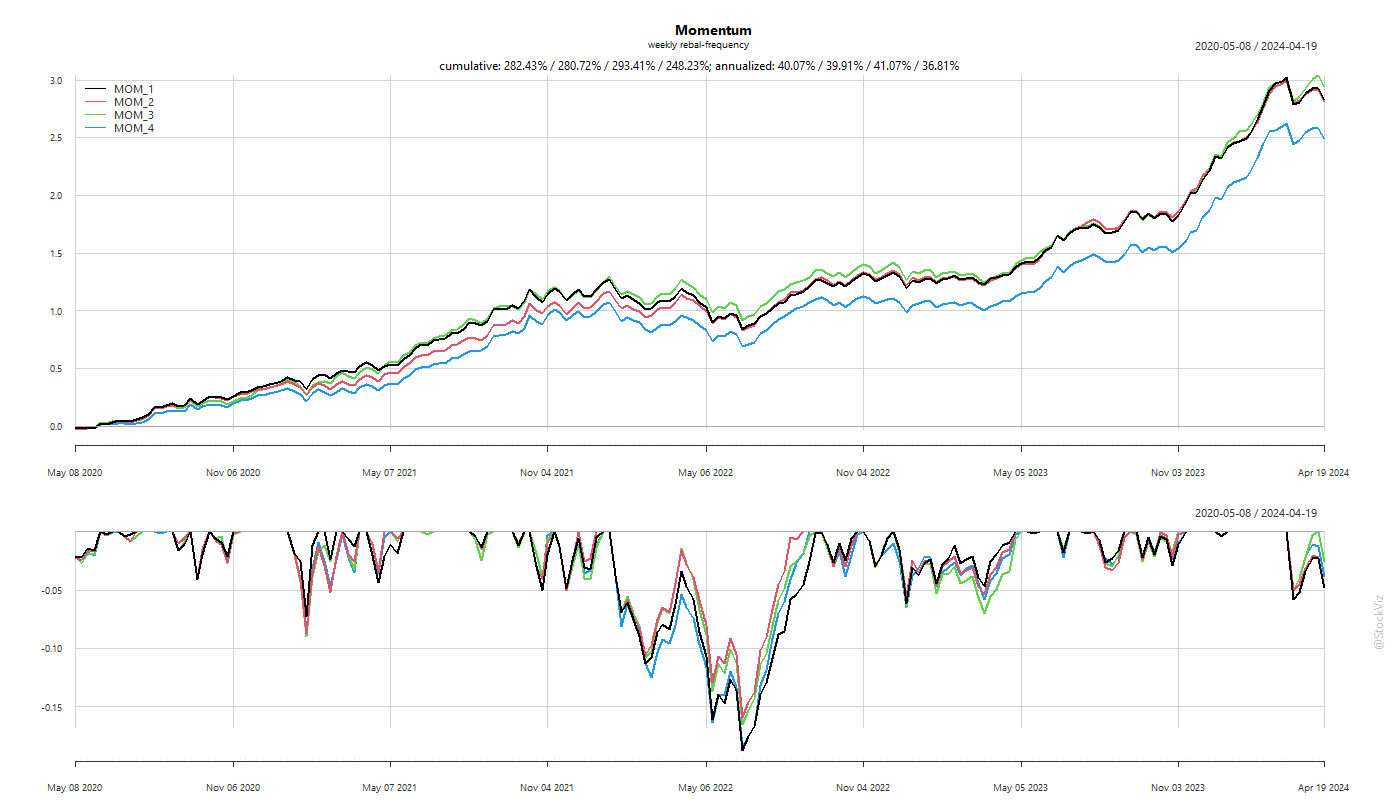 Momentum
weekly rebal-frequency
2020-05-08 / 2024-04-19
cumulative: 282.43% / 280.72% / 293.41% / 248.23%; annualized: 40.07% / 39.91% / 41.07% / 36.81%
MOM_1
MOM_2
MOM_3
MOM_4
3.0
2.5
2.0
1.5
1.0
0.5
0.0
May 08 2020 Nov 06 2020 May 07 2021 Nov 04 2021 May 06 2022 Nov 04 2022 May 05 2023 Nov 03 2023 Apr 19 2024
2020-05-08 / 2024-04-19
-0.05
-0.10
-0.15
May 08 2020 Nov 06 2020 May 07 2021 Nov 04 2021 May 06 2022 Nov 04 2022 May 05 2023 Nov 03 2023 Apr 19 2024
@StockViz